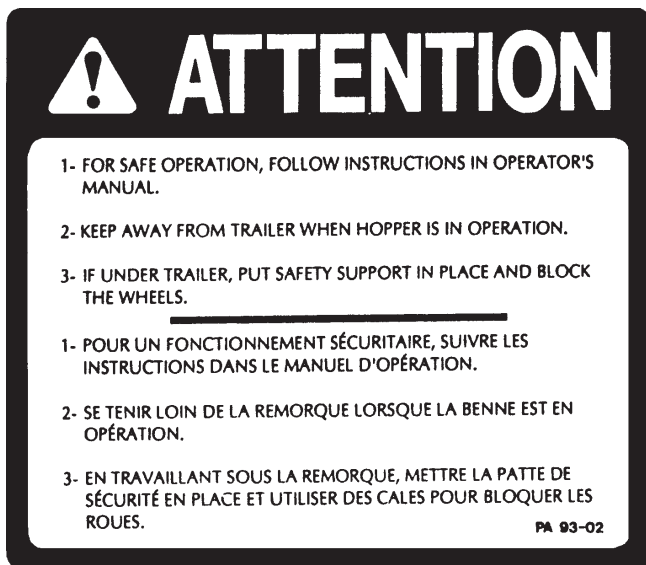 ATTENTION
1- FOR SAFE OPERATION, FOLLOW INSTRUCTIONS IN OPERATOR'S
MANUAL.
2- KEEP AWAY FROM TRAILER WHEN HOPPER IS IN OPERATION.
3- IF UNDER TRAILER, PUT SAFETY SUPPORT IN PLACE AND BLOCK
THE WHEELS.
1- POUR UN FONCTIONNEMENT SÉCURITAIRE, SUIVRE LES
INSTRUCTIONS DANS LE MANUEL D'OPÉRATION.
2- SE TENIR LOIN DE LA REMORQUE LORSQUE LA BENNE EST EN
OPÉRATION.
3- EN TRAVAILLANT SOUS LA REMORQUE, METTRE LA PATTE DE
SÉCURITÉ EN PLACE ET UTILISER DES CALES POUR BLOQUER LES
ROUES.
PA 93-02